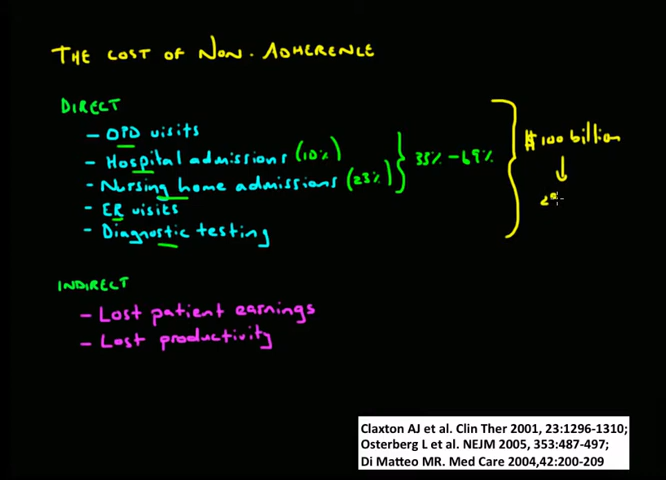 THE COST OF NON-ADHERENCE
DIRECT
- OPD visits
- Hospital admissions (10%)
- Nursing home admissions (23%)
33% - 69%
- ER visits
- Diagnostic testing
$100 billion
INDIRECT
- Lost patient earnings
- Lost productivity
Claxton AJ et al. Clin Ther 2001, 23:1296-1310;
Osterberg L et al. NEJM 2005, 353:487-497;
Di Matteo MR. Med Care 2004,42:200-209